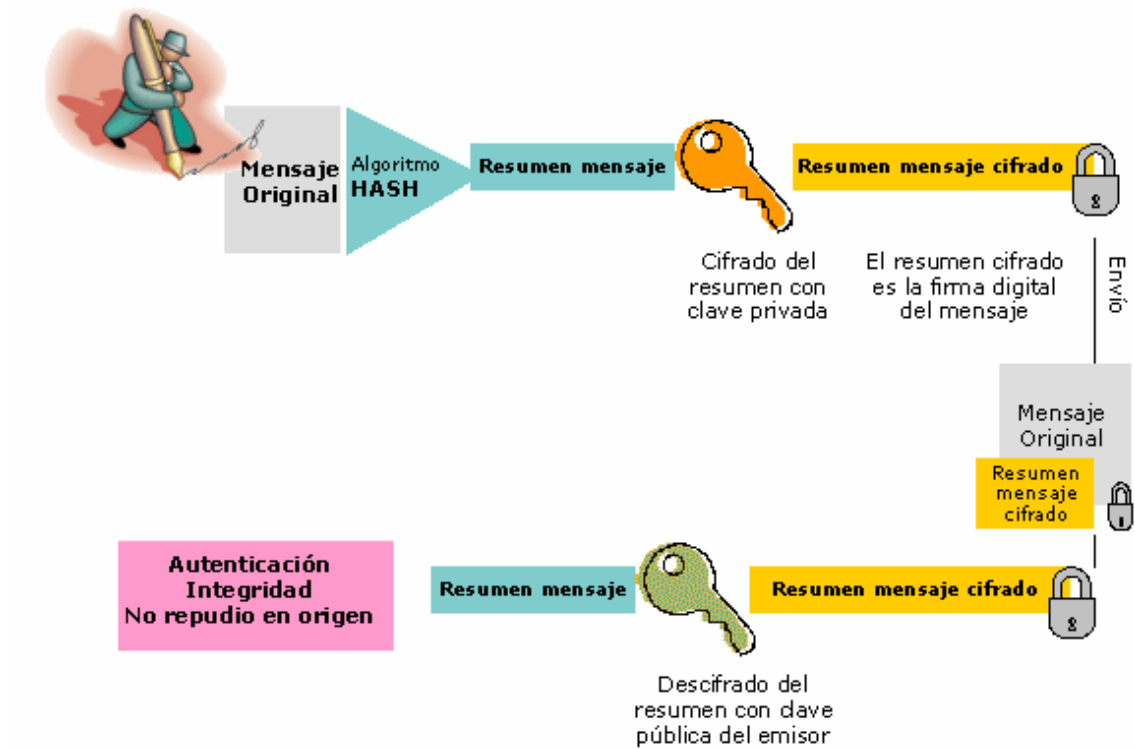 Mensaje
Original
Algoritmo
HASH
Resumen mensaje
Resumen mensaje cifrado
Cifrado del
resumen con
clave privada
El resumen cifrado
es la firma digital
del mensaje
Envío
Mensaje
Original
Resumen
mensaje
cifrado
Autenticación
Integridad
No repudio en origen
Resumen mensaje
Resumen mensaje cifrado
Descifrado del
resumen con clave
pública del emisor